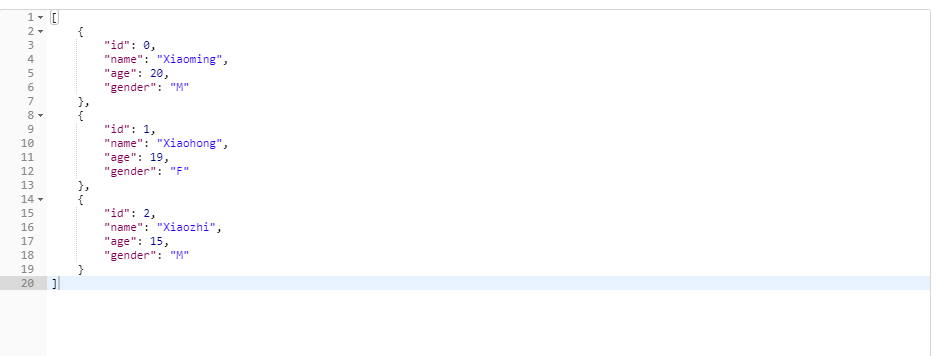 1 [
2     {
3         "id": 0,
4         "name": "Xiaoming",
5         "age": 20,
6         "gender": "M"
7     },
8     {
9         "id": 1,
10         "name": "Xiaohong",
11         "age": 19,
12         "gender": "F"
13     },
14     {
15         "id": 2,
16         "name": "Xiaozhi",
17         "age": 15,
18         "gender": "M"
19     }
20 ]